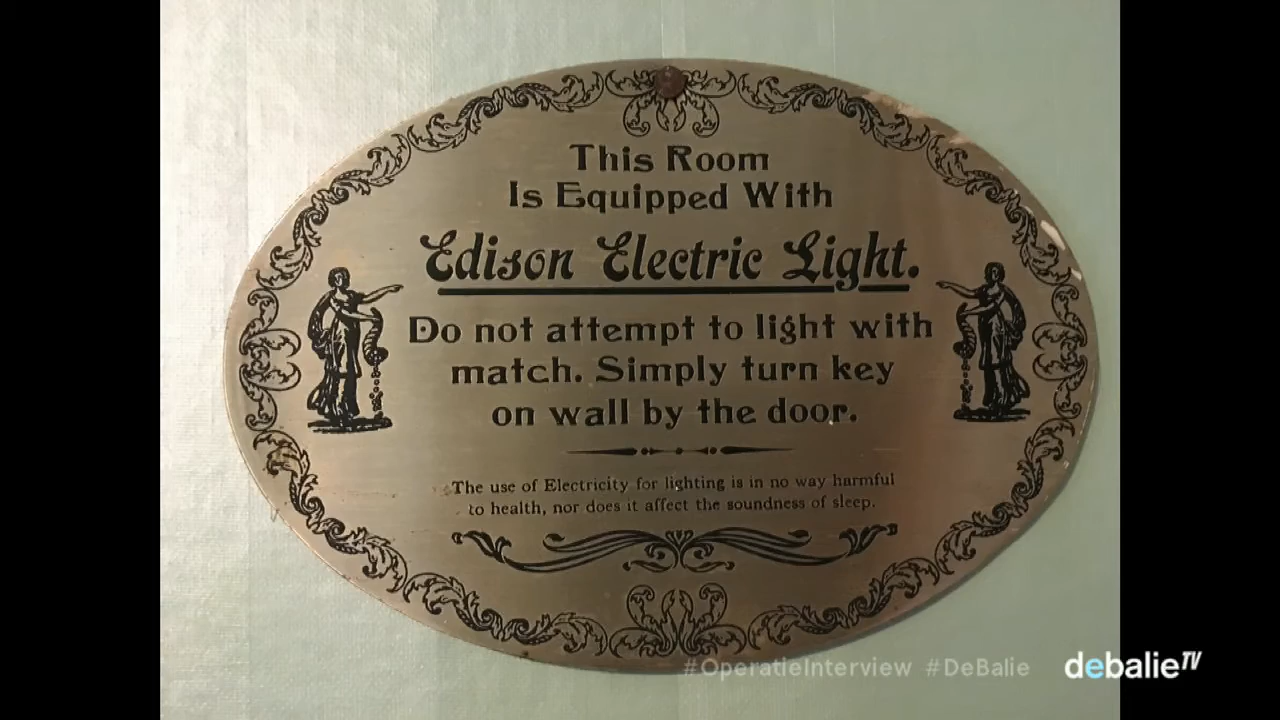 This Room
Is Equipped With
Edison Electric Light.
Do not attempt to light with
match. Simply turn key
on wall by the door.
The use of Electricity for lighting is in no way harmful
to health, nor does it affect the soundness of sleep.
#OperatieInterview #DeBalie
debalieTV